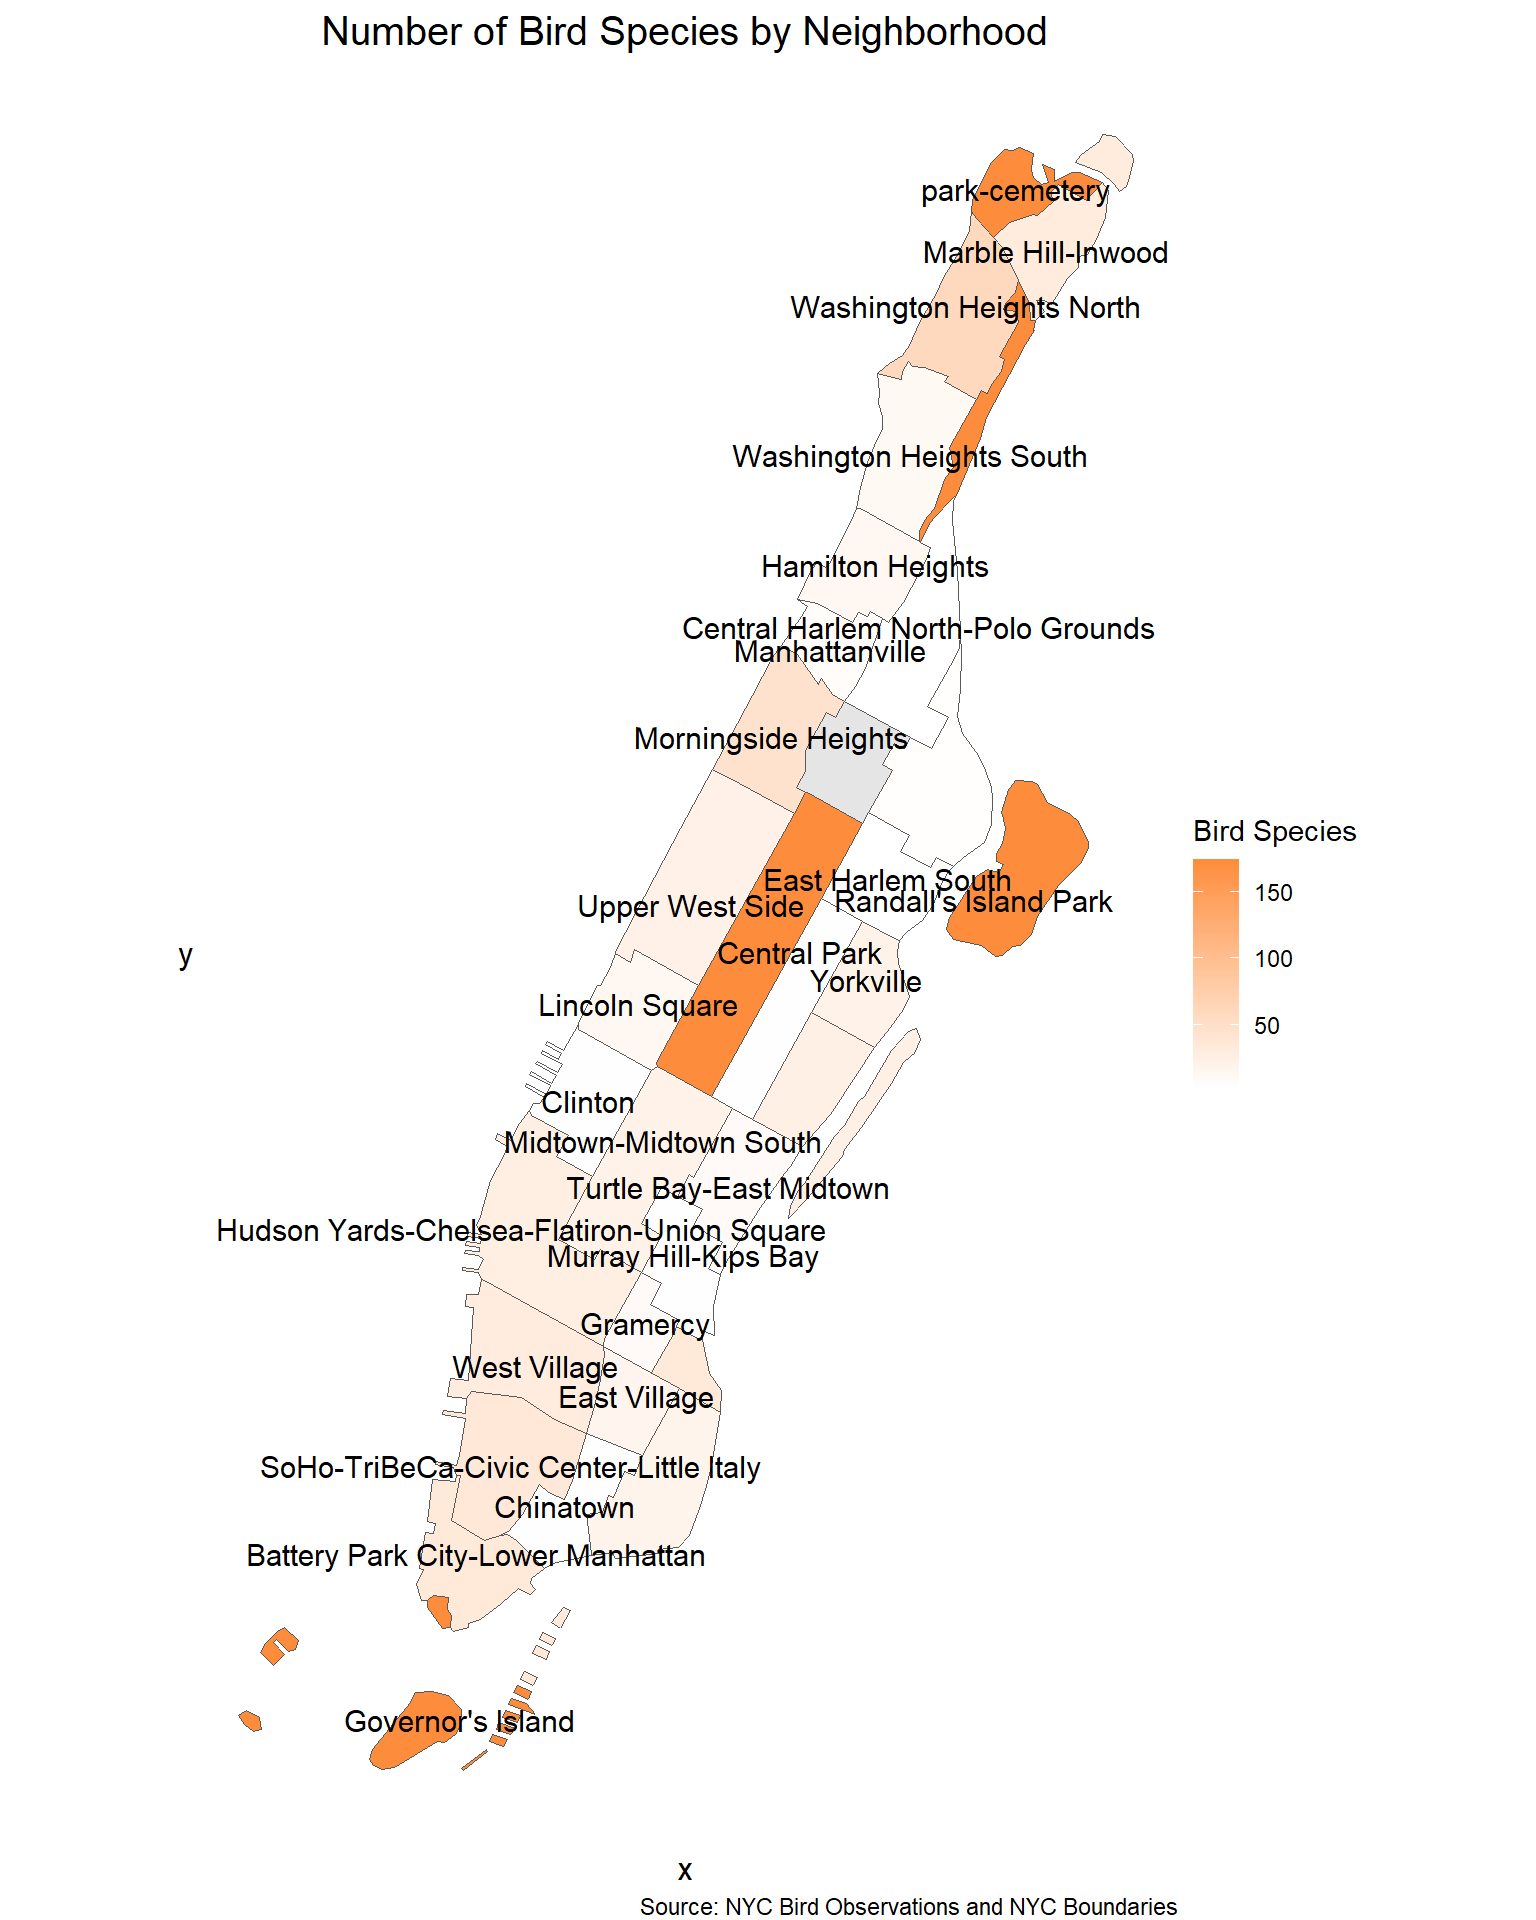 Number of Bird Species by Neighborhood
park-cemetery
Marble Hill-Inwood
Washington Heights North
Washington Heights South
Hamilton Heights
Central Harlem North-Polo Grounds
Manhattanville
Morningside Heights
Bird Species
150
100
50
East Harlem South
Randall's Island Park
Upper West Side
Central Park
y
Yorkville
Lincoln Square
Clinton
Midtown-Midtown South
Turtle Bay-East Midtown
Hudson Yards-Chelsea-Flatiron-Union Square
Murray Hill-Kips Bay
Gramercy
West Village
East Village
SoHo-TriBeCa-Civic Center-Little Italy
Chinatown
Battery Park City-Lower Manhattan
Governor's Island
x
Source: NYC Bird Observations and NYC Boundaries